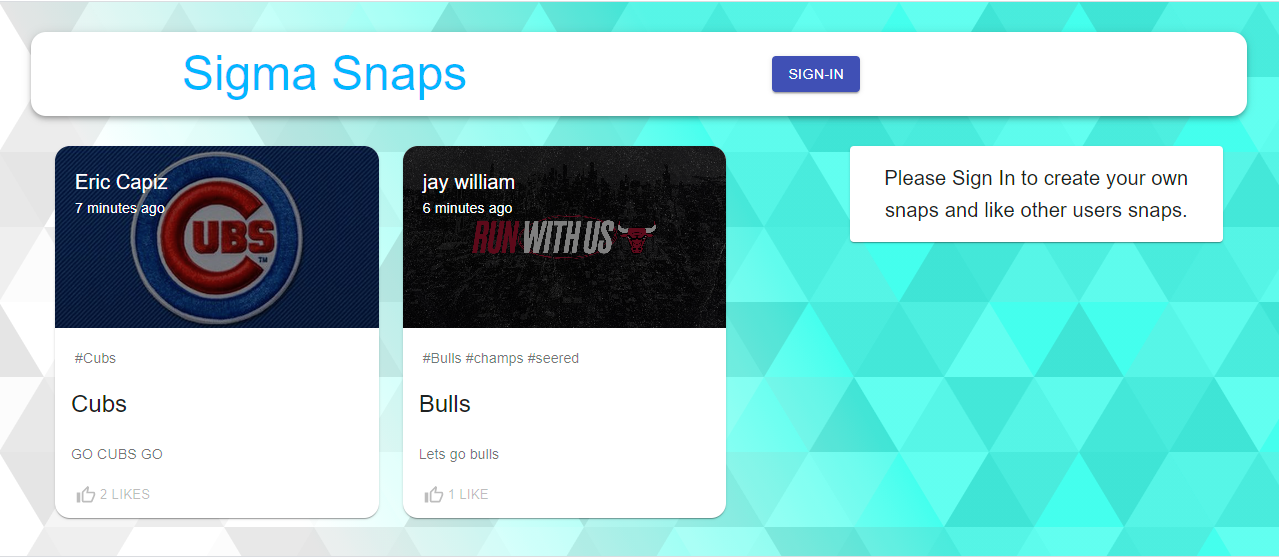 Sigma Snaps
SIGN-IN
Eric Capiz
7 minutes ago
CUBS
TM
#Cubs
Cubs
GO CUBS GO
2 LIKES
jay william
6 minutes ago
RUN WITH US
#Bulls #champs #seered
Bulls
Lets go bulls
1 LIKE
Please Sign In to create your own
snaps and like other users snaps.